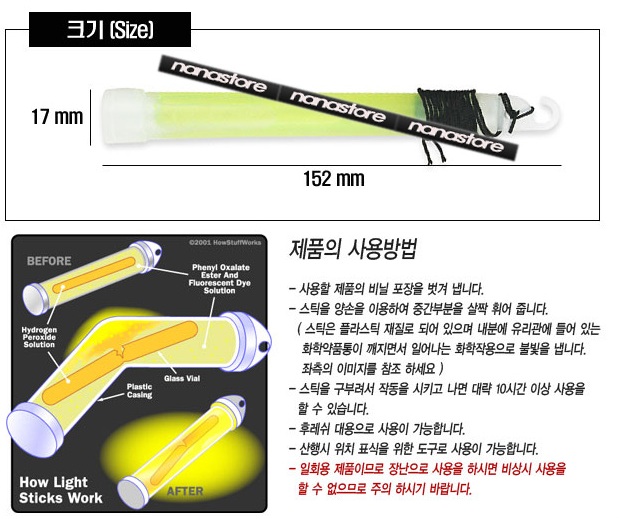 크기 (Size)
nanastore nanastore nanastore
17 mm
152 mm
©2001 HowStuffWorks
BEFORE
Phenyl Oxalate
Ester And
Fluorescent Dye
Solution
Hydrogen
Peroxide
Solution
Glass Vial
Plastic
Casing
How Light
Sticks Work
AFTER
제품의 사용방법
- 사용할 제품의 비닐 포장을 벗겨 냅니다.
- 스틱을 양손을 이용하여 중간부분을 살짝 휘어 줍니다.
( 스틱은 플라스틱 재질로 되어 있으며 내분에 유리관에 들어 있는
화학약품통이 깨지면서 일어나는 화학작용으로 불빛을 냅니다.
좌측의 이미지를 참조 하세요 )
- 스틱을 구부려서 작동을 시키고 나면 대략 10시간 이상 사용을
할 수 있습니다.
- 후레쉬 대용으로 사용이 가능합니다.
- 산행시 위치 표식을 위한 도구로 사용이 가능합니다.
- 일회용 제품이므로 장난으로 사용을 하시면 비상시 사용을
할 수 없으므로 주의 하시기 바랍니다.